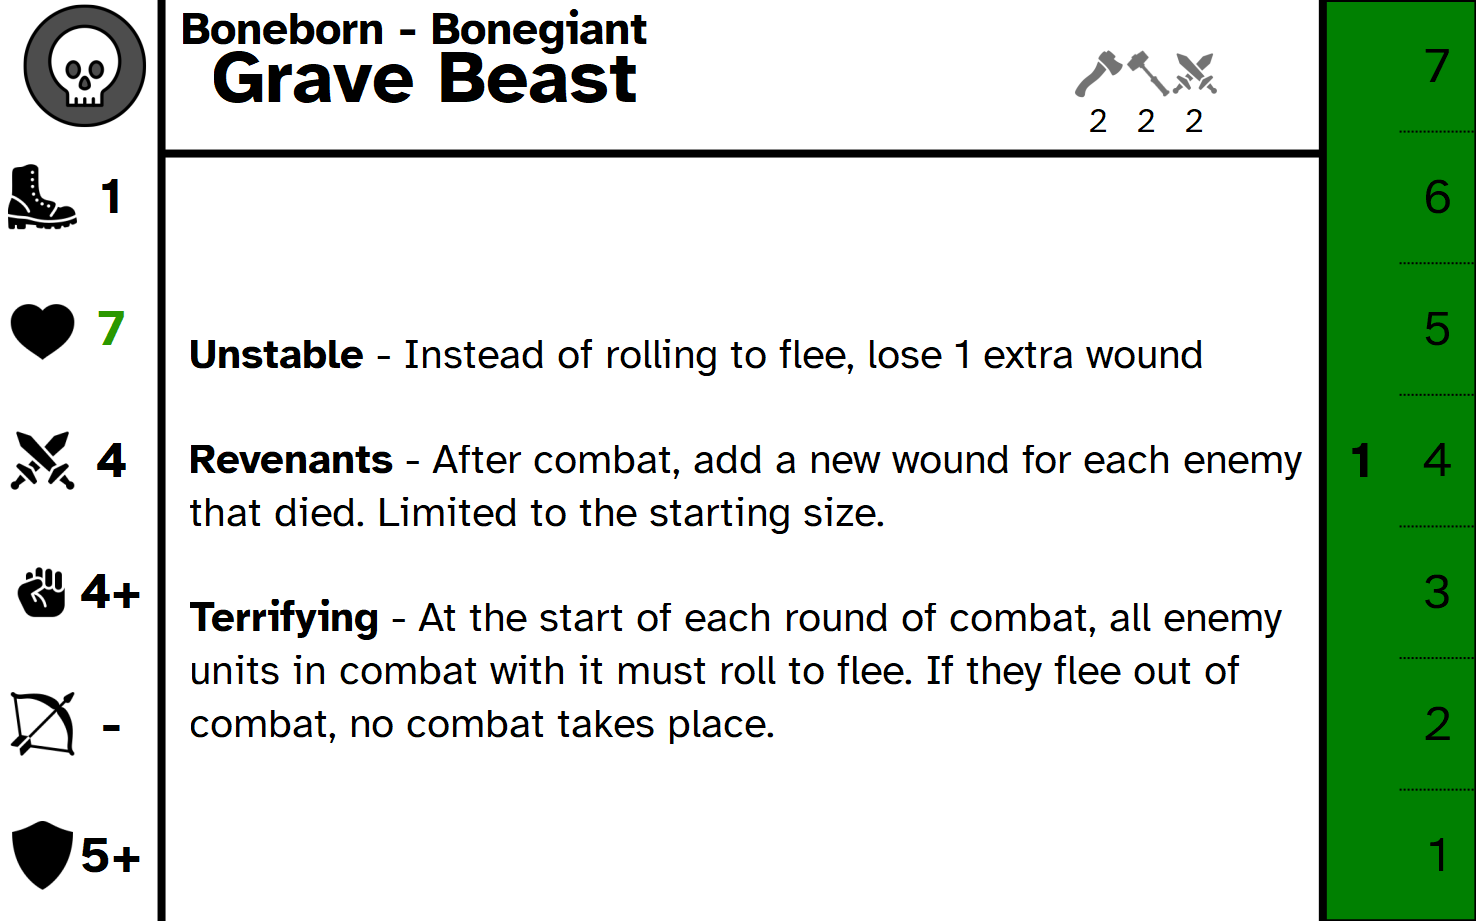 Boneborn - Bonegiant
Grave Beast
2 2 2
1
7
4
4+
-
5+
Unstable - Instead of rolling to flee, lose 1 extra wound
Revenants - After combat, add a new wound for each enemy
that died. Limited to the starting size.
Terrifying - At the start of each round of combat, all enemy
units in combat with it must roll to flee. If they flee out of
combat, no combat takes place.
7
6
5
1 4
3
2
1